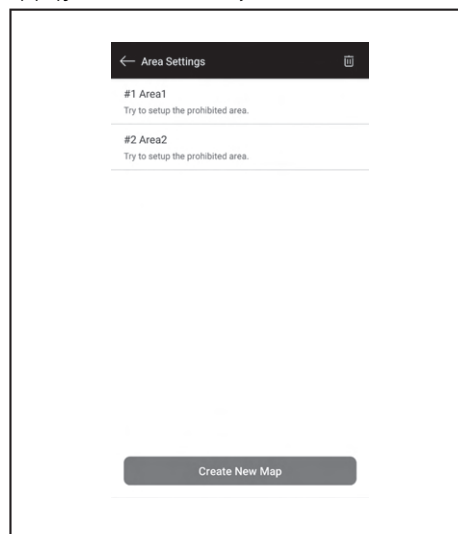 Area Settings
#1 Area1
Try to setup the prohibited area.
#2 Area2
Try to setup the prohibited area.
Create New Map